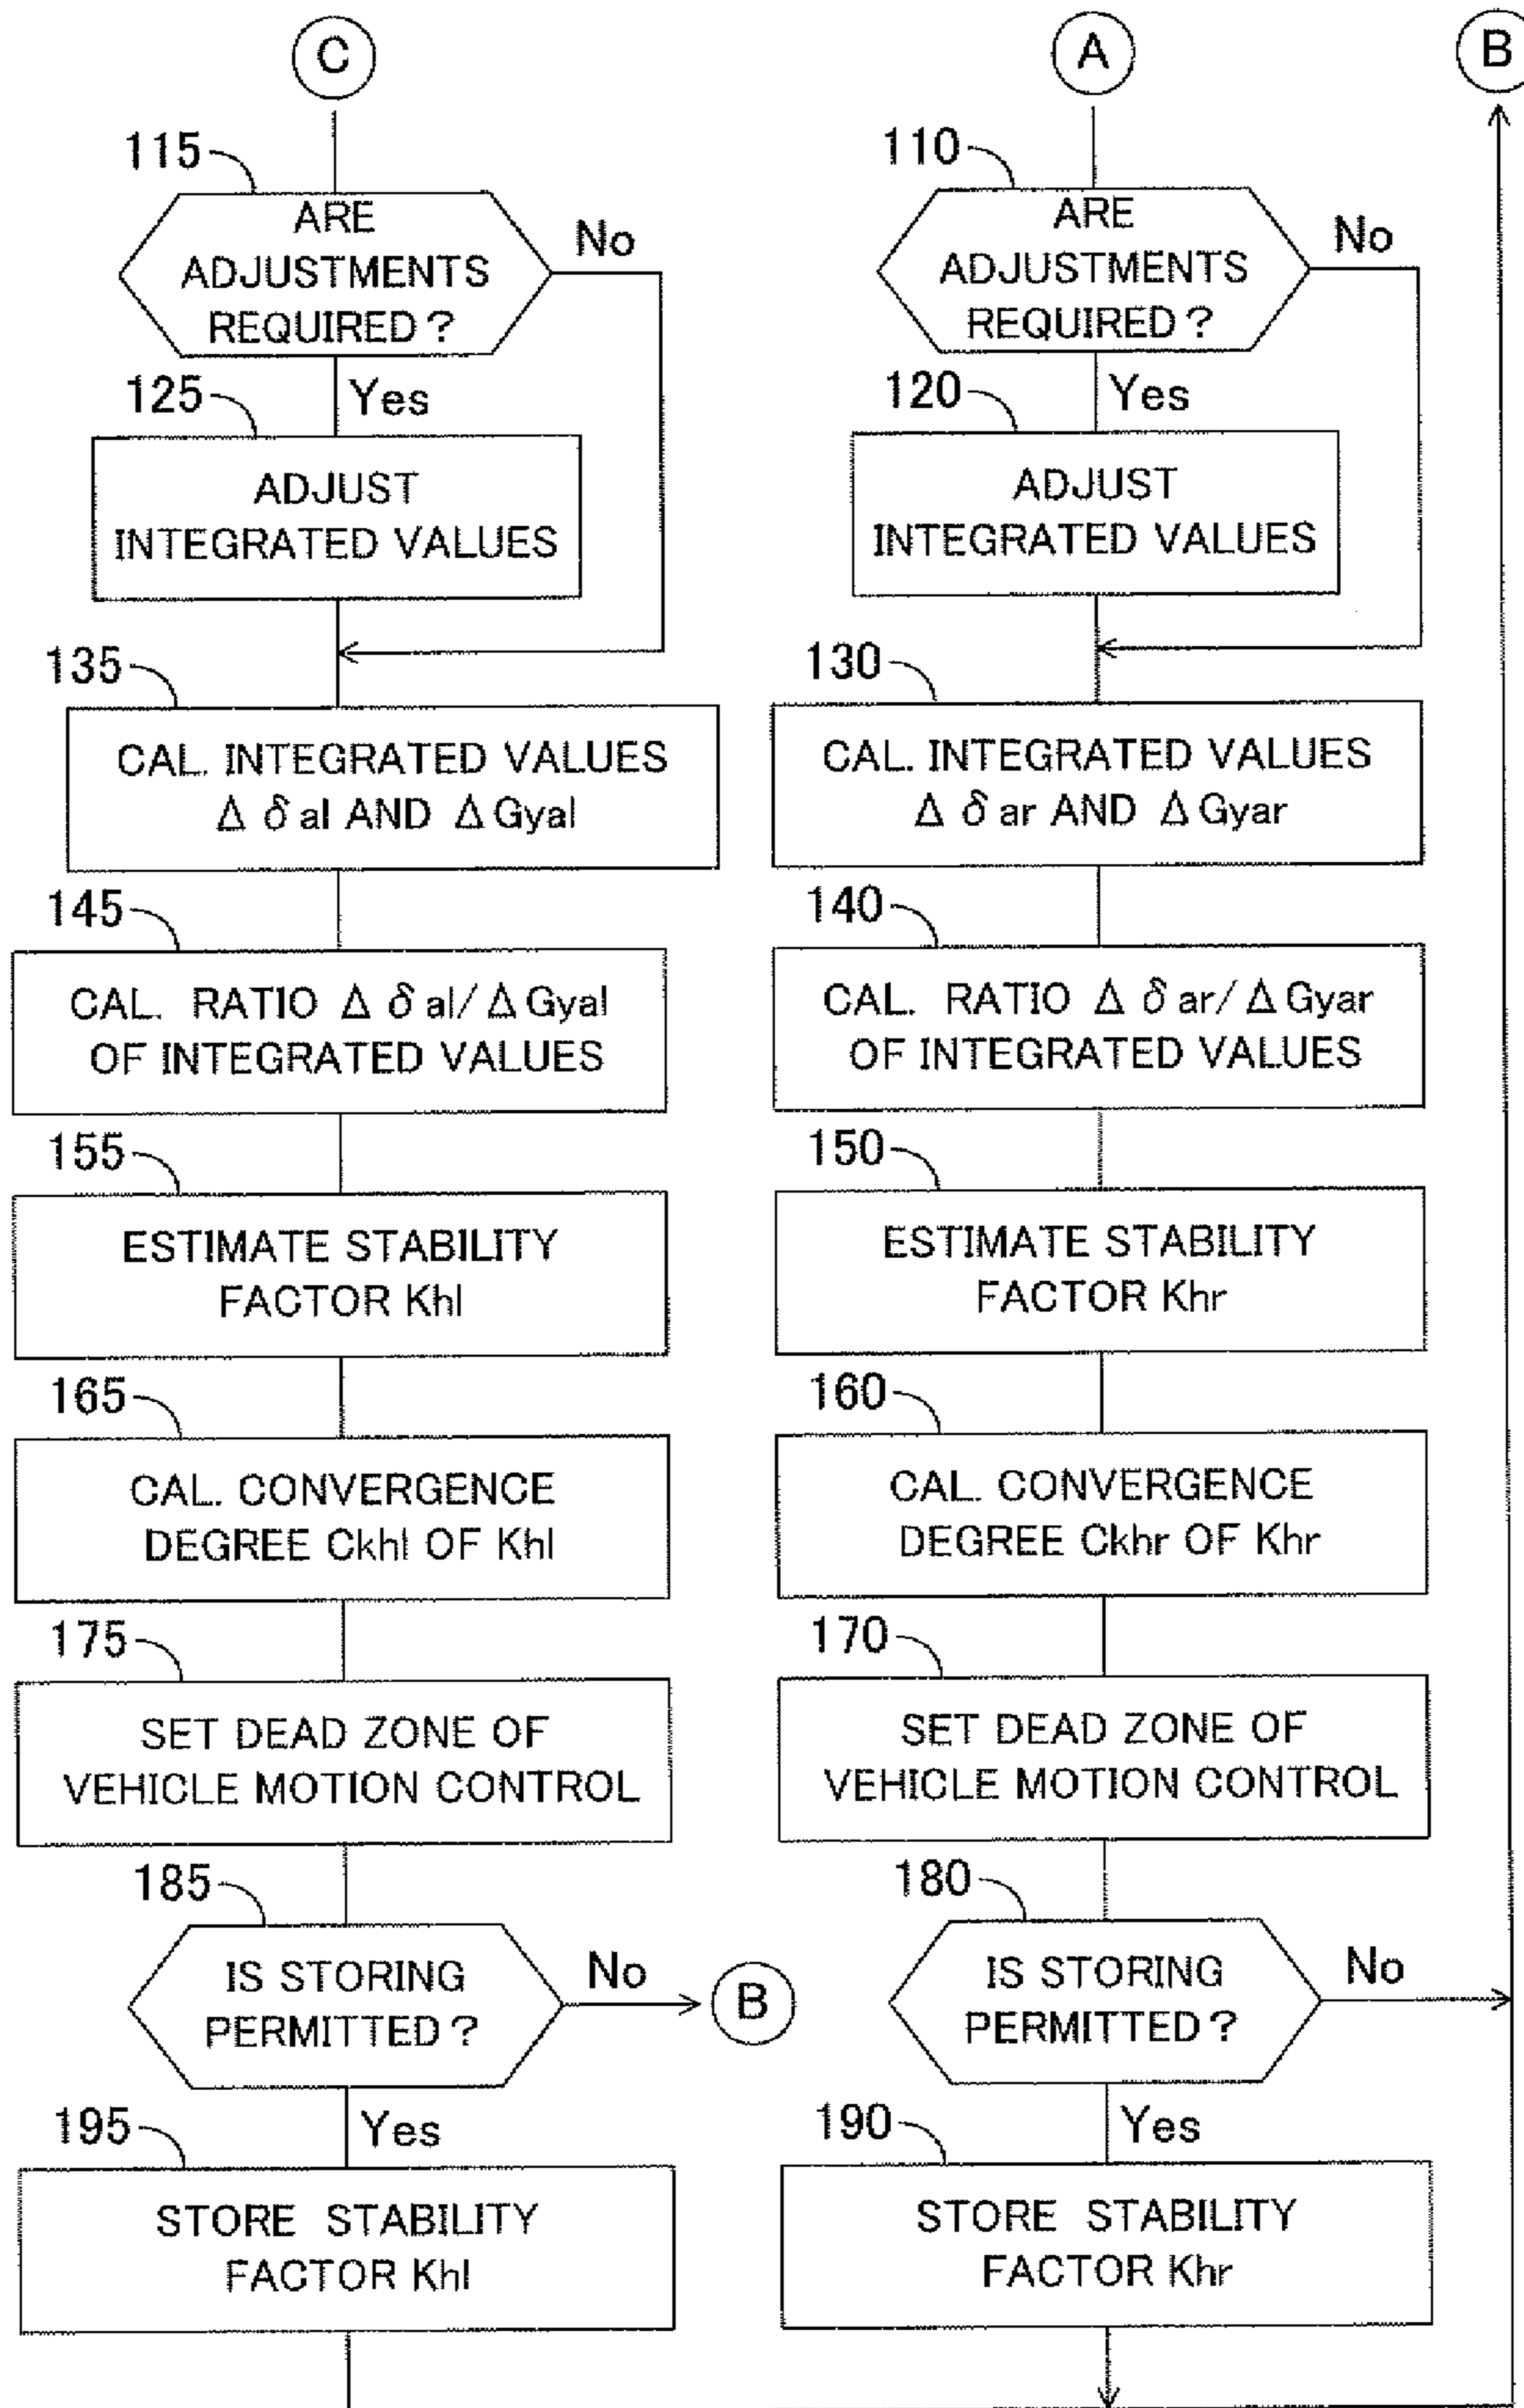 C
115
ARE
ADJUSTMENTS
REQUIRED?
No
Yes
125
ADJUST
INTEGRATED VALUES
135
CAL. INTEGRATED VALUES
Δ δ al AND Δ Gyal
145
CAL. RATIO Δ δ al/ Δ Gyal
OF INTEGRATED VALUES
155
ESTIMATE STABILITY
FACTOR Khl
165
CAL. CONVERGENCE
DEGREE Ckhl OF Khl
175
SET DEAD ZONE OF
VEHICLE MOTION CONTROL
185
IS STORING
PERMITTED?
No
B
Yes
195
STORE STABILITY
FACTOR Khl
A
110
ARE
ADJUSTMENTS
REQUIRED?
No
Yes
120
ADJUST
INTEGRATED VALUES
130
CAL. INTEGRATED VALUES
Δ δ ar AND Δ Gyar
140
CAL. RATIO Δ δ ar/ Δ Gyar
OF INTEGRATED VALUES
150
ESTIMATE STABILITY
FACTOR Khr
160
CAL. CONVERGENCE
DEGREE Ckhr OF Khr
170
SET DEAD ZONE OF
VEHICLE MOTION CONTROL
180
IS STORING
PERMITTED?
No
Yes
190
STORE STABILITY
FACTOR Khr
B